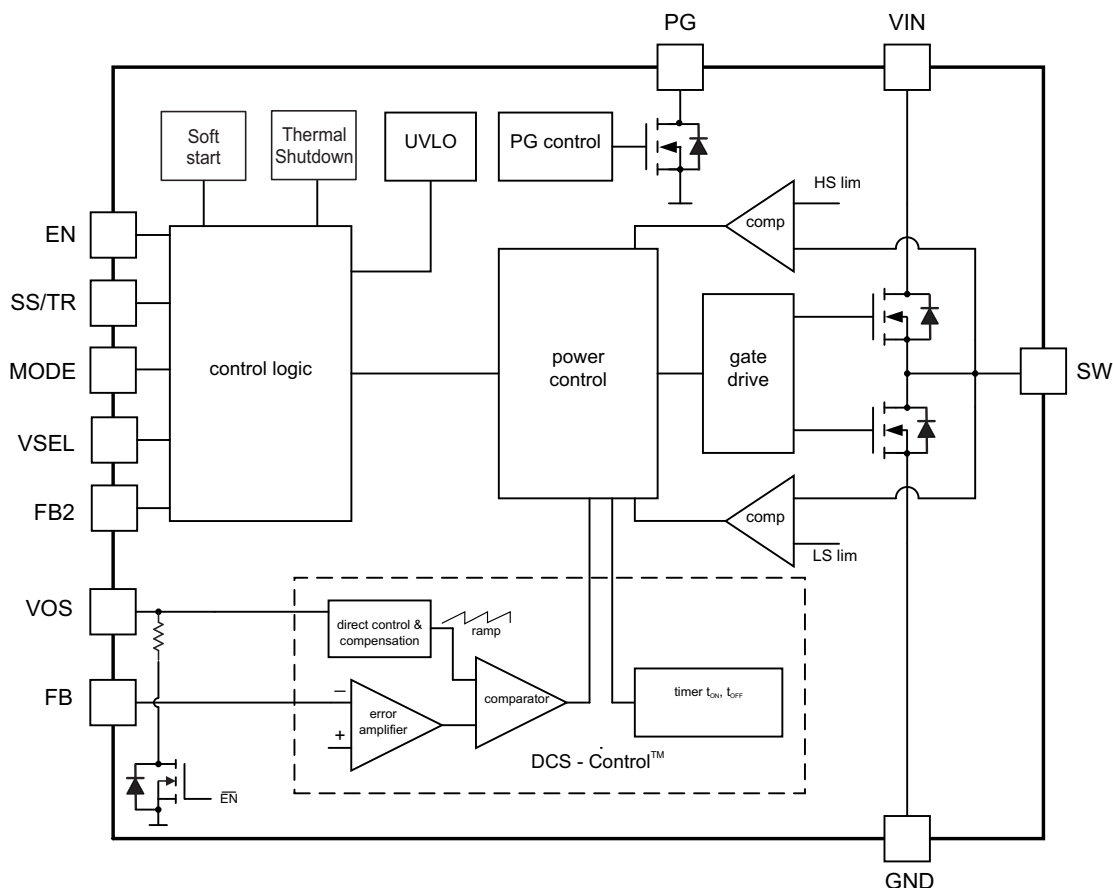 PG
VIN
Soft
start
Thermal
Shutdown
UVLO
PG control
HS lim
comp
EN
SS/TR
MODE
VSEL
FB2
control logic
power
control
gate
drive
SW
comp
LS lim
VOS
direct control &
compensation
ramp
FB
–
error
amplifier
+
comparator
timer tON, tOFF
DCS - Control™
EN
GND